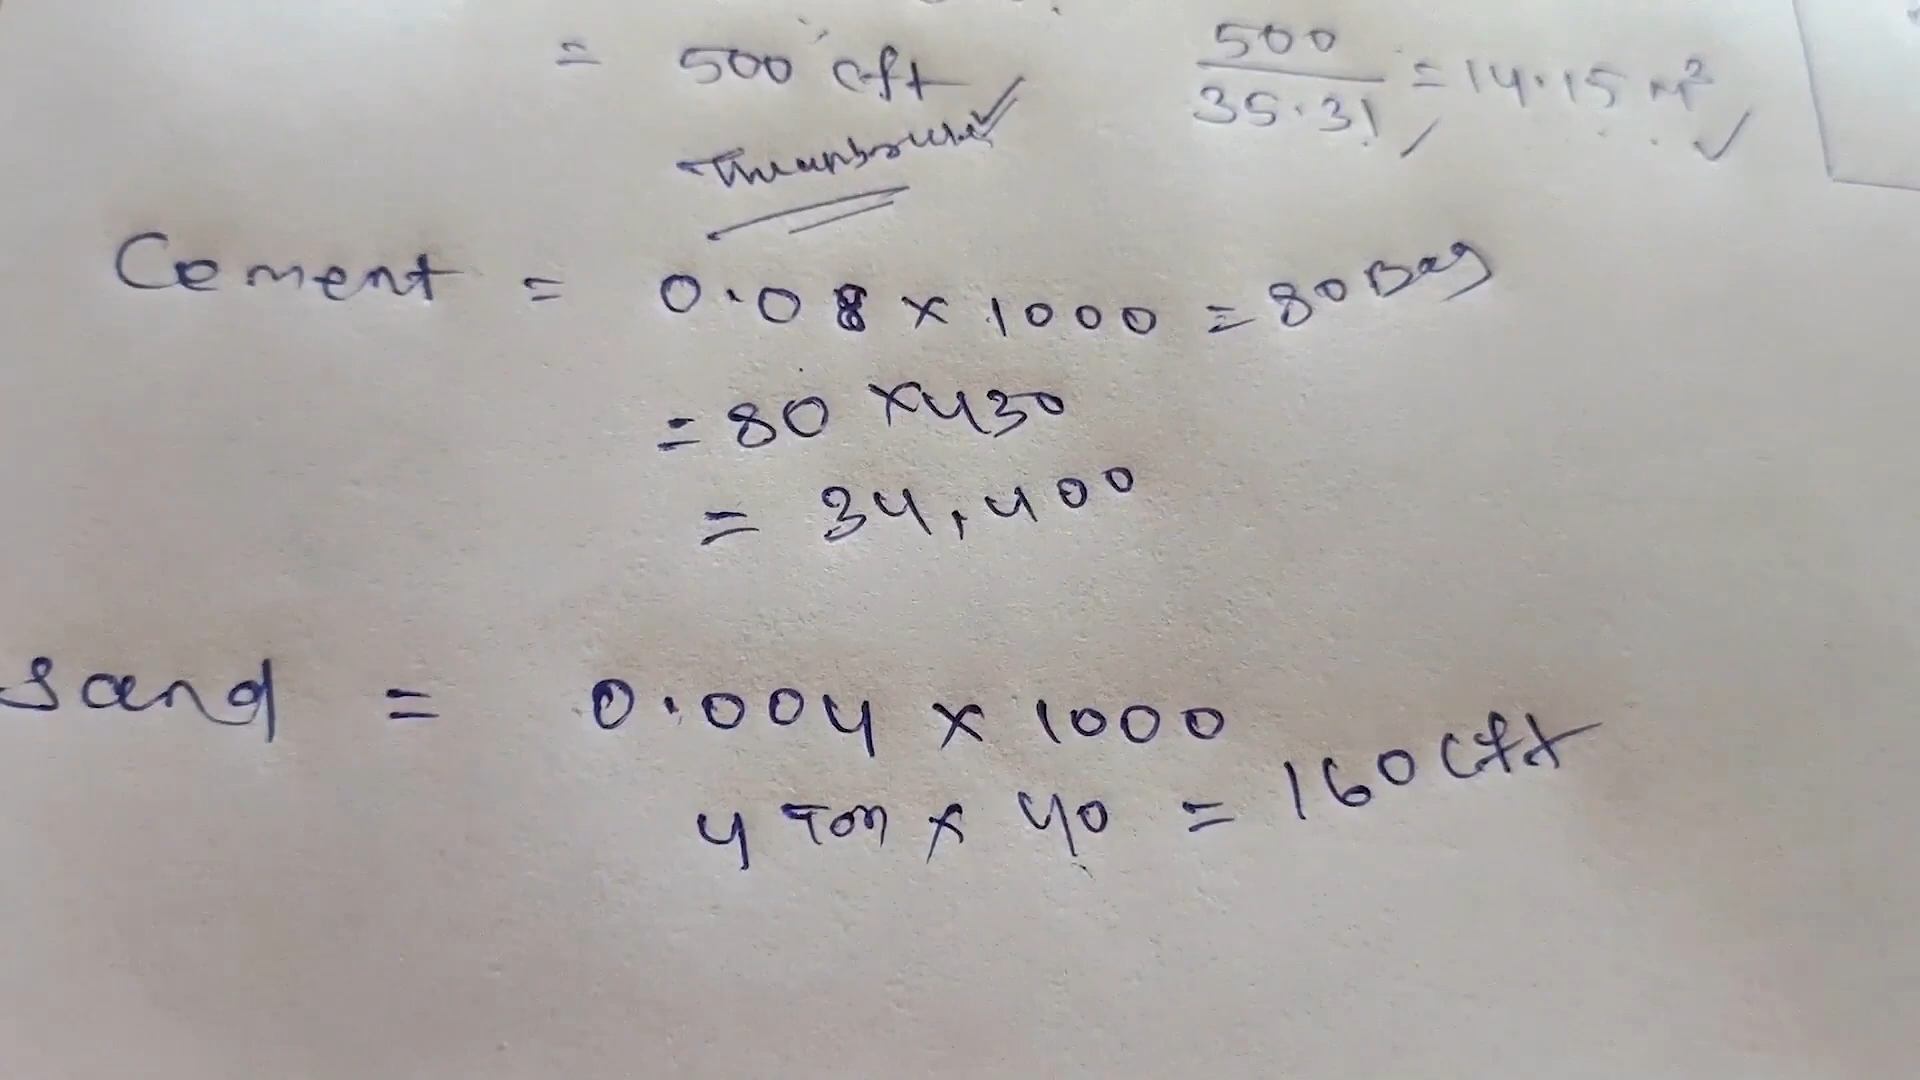 = 500 cft
500 / 35.31 = 14.15 M³
Cement = 0.08 × 1000 = 80 Bag
= 80 × 430
= 34,400
Sand = 0.004 × 1000
4 Ton × 40 = 160 Cft